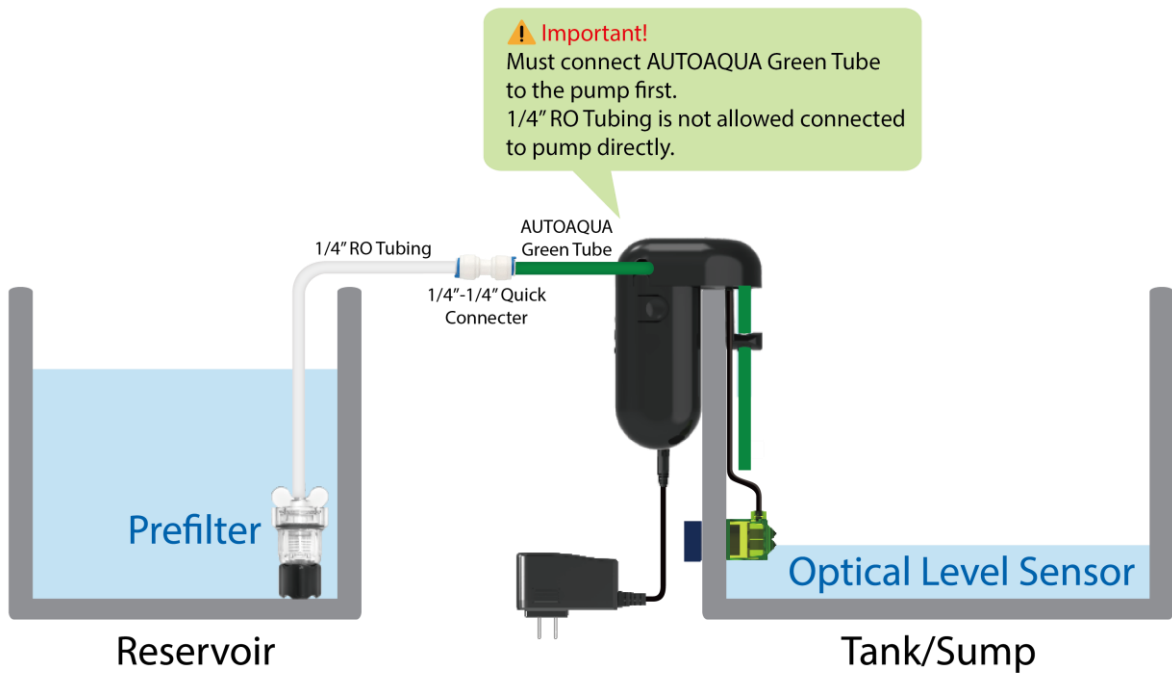 Important!
Must connect AUTOAQUA Green Tube
to the pump first.
1/4” RO Tubing is not allowed connected
to pump directly.
AUTOAQUA
Green Tube
1/4” RO Tubing
1/4”-1/4” Quick
Connecter
Prefilter
Optical Level Sensor
Reservoir
Tank/Sump